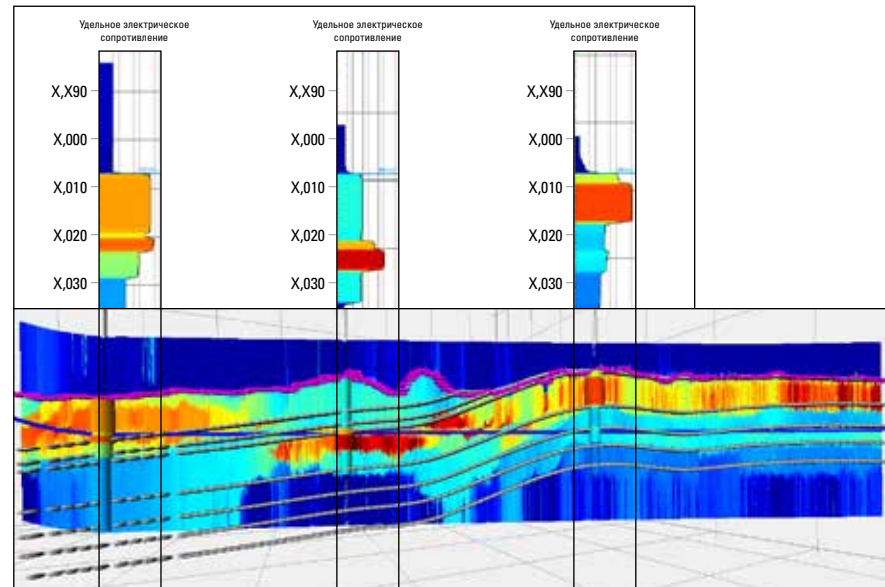 Удельное электрическое
сопротивление
X,X90
X,000
X,010
X,020
X,030
Удельное электрическое
сопротивление
X,X90
X,000
X,010
X,020
X,030
Удельное электрическое
сопротивление
X,X90
X,000
X,010
X,020
X,030